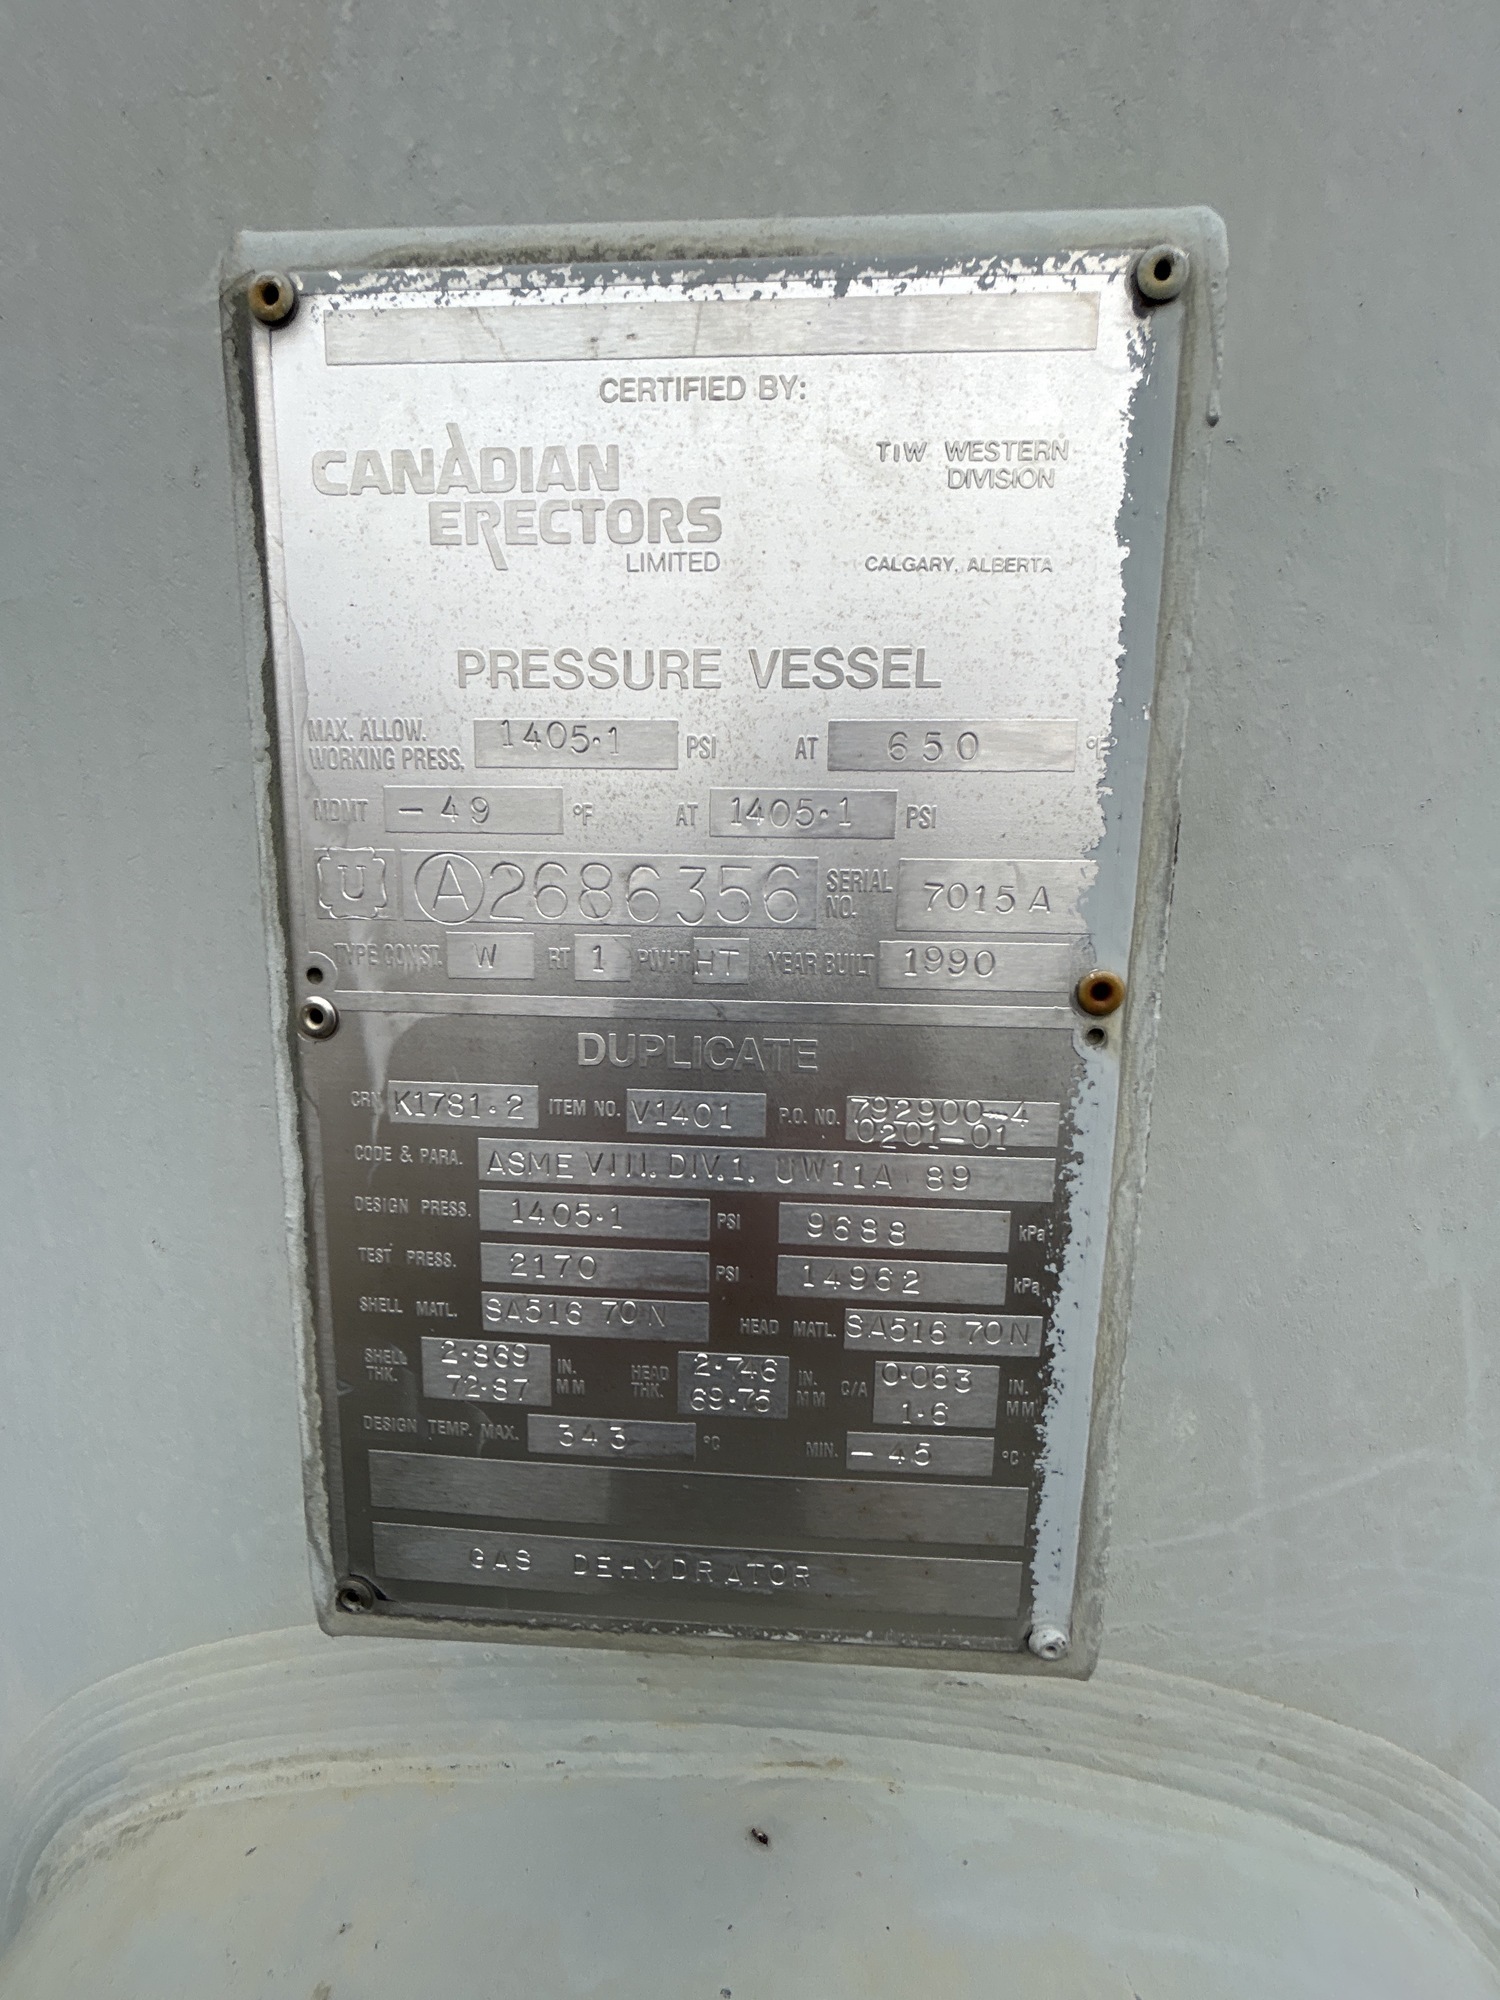 CERTIFIED BY:
CANADIAN ERECTORS LIMITED
TIW WESTERN DIVISION
CALGARY, ALBERTA
PRESSURE VESSEL
MAX. ALLOW. WORKING PRESS. 1405.1 PSI AT 650 °F
MDMT -49 °F AT 1405.1 PSI
U A 2686356 SERIAL NO. 7015A
TYPE CONST. W RT 1 PWHT HT YEAR BUILT 1990
DUPLICATE
CRN K1781.2 ITEM NO. V1401 P.O. NO. 792900-4 0201-01
CODE & PARA. ASME VIII. DIV.1. UW11A 89
DESIGN PRESS. 1405.1 PSI 9688 kPa
TEST PRESS. 2170 PSI 14962 kPa
SHELL MATL. SA516 70N HEAD MATL. SA516 70N
SHELL THK. 2.869 IN. 72.87 MM HEAD THK. 2.746 IN. 69.75 MM C/A 0.063 IN. 1.6 MM
DESIGN TEMP. MAX. 343 °C MIN. -45 °C
GAS DEHYDRATOR